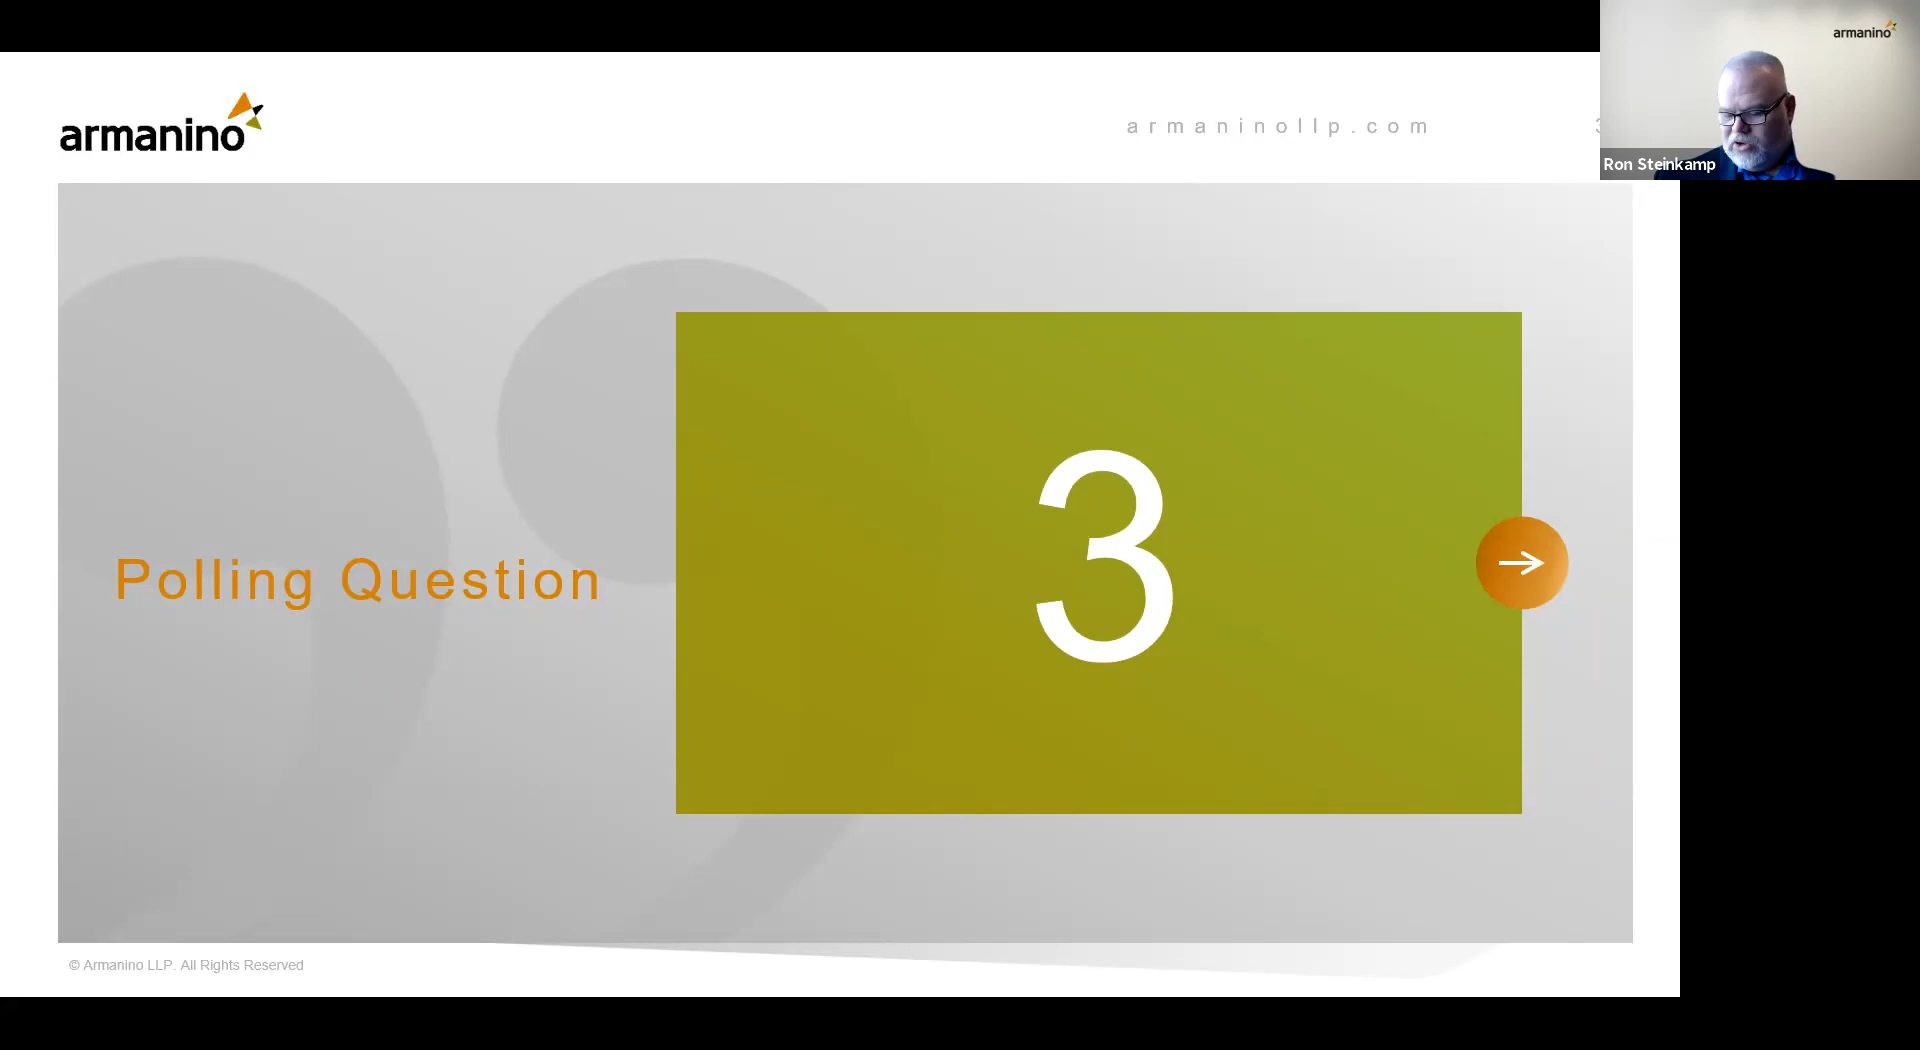 armanino
armaninollp.com
armanino
Ron Steinkamp
Polling Question
3
© Armanino LLP. All Rights Reserved